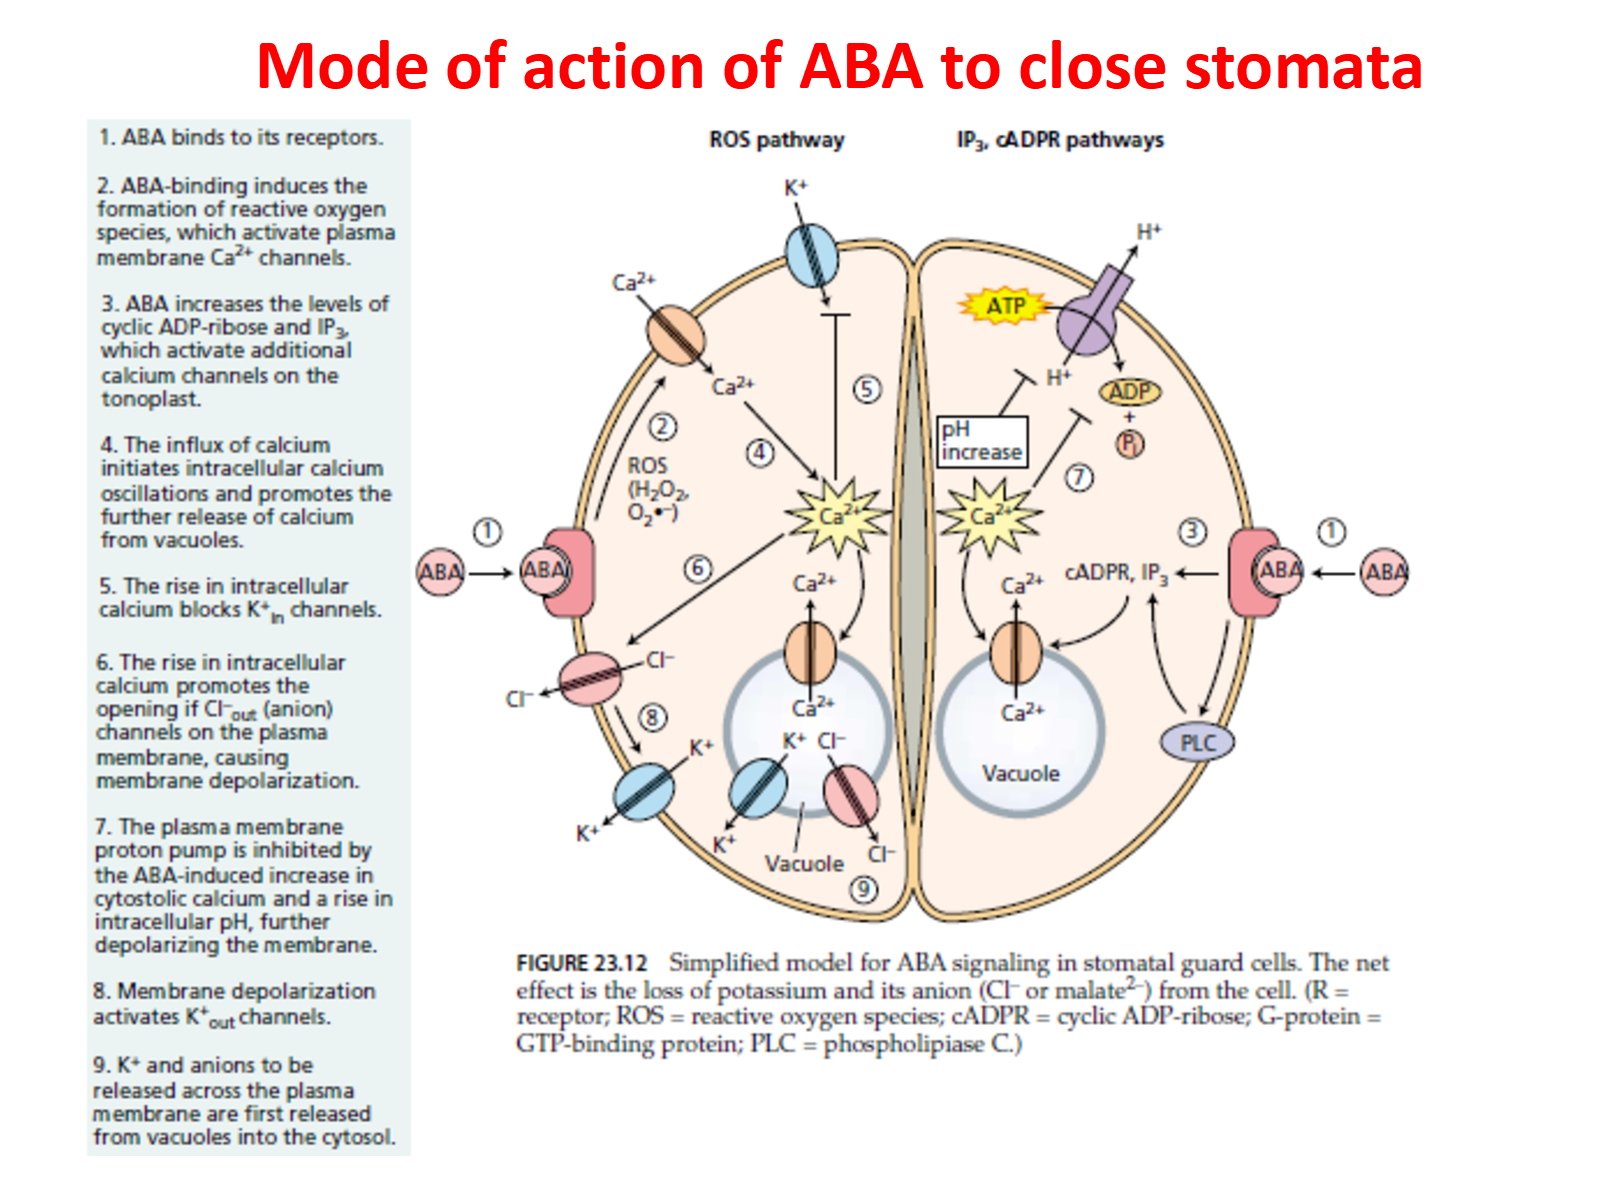 Mode of action of ABA to close stomata
1. ABA binds to its receptors.
2. ABA-binding induces the
formation of reactive oxygen
species, which activate plasma
membrane Ca²⁺ channels.
3. ABA increases the levels of
cyclic ADP-ribose and IP₃,
which activate additional
calcium channels on the
tonoplast.
4. The influx of calcium
initiates intracellular calcium
oscillations and promotes the
further release of calcium
from vacuoles.
5. The rise in intracellular
calcium blocks K⁺in channels.
6. The rise in intracellular
calcium promotes the
opening if Cl⁻out (anion)
channels on the plasma
membrane, causing
membrane depolarization.
7. The plasma membrane
proton pump is inhibited by
the ABA-induced increase in
cytostolic calcium and a rise in
intracellular pH, further
depolarizing the membrane.
8. Membrane depolarization
activates K⁺out channels.
9. K⁺ and anions to be
released across the plasma
membrane are first released
from vacuoles into the cytosol.
ROS pathway
IP₃, cADPR pathways
K⁺
H⁺
Ca²⁺
ATP
Ca²⁺
5
H⁺
ADP
+
Pi
2
4
pH
increase
7
ROS
(H₂O₂,
O₂•⁻)
Ca²⁺
Ca²⁺
1
3
1
ABA
ABA
6
Ca²⁺
Ca²⁺
cADPR, IP₃
ABA
ABA
Cl⁻
Cl⁻
Ca²⁺
Ca²⁺
8
K⁺
K⁺
Cl⁻
PLC
Vacuole
K⁺
K⁺
Vacuole
Cl⁻
9
FIGURE 23.12 Simplified model for ABA signaling in stomatal guard cells. The net
effect is the loss of potassium and its anion (Cl⁻ or malate²⁻) from the cell. (R =
receptor; ROS = reactive oxygen species; cADPR = cyclic ADP-ribose; G-protein =
GTP-binding protein; PLC = phospholipiase C.)